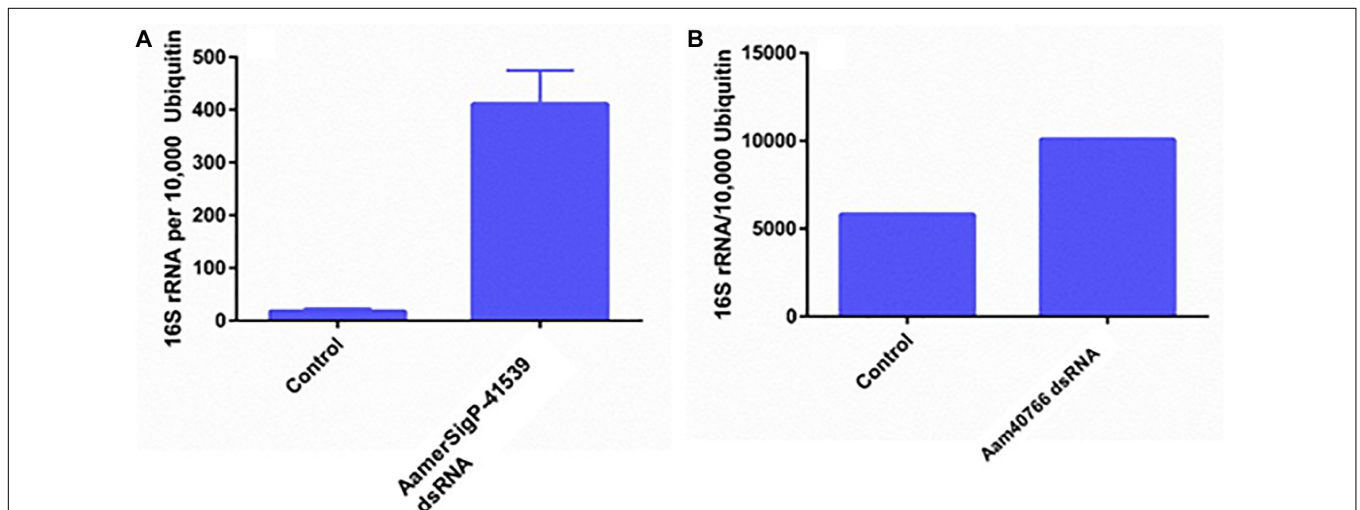 A
16S rRNA per 10,000 Ubiquitin
500
400
300
200
100
0
Control
AamerSigP-41539
dsRNA
B
16S rRNA/10,000 Ubiquitin
15000
10000
5000
0
Control
Aam40766 dsRNA